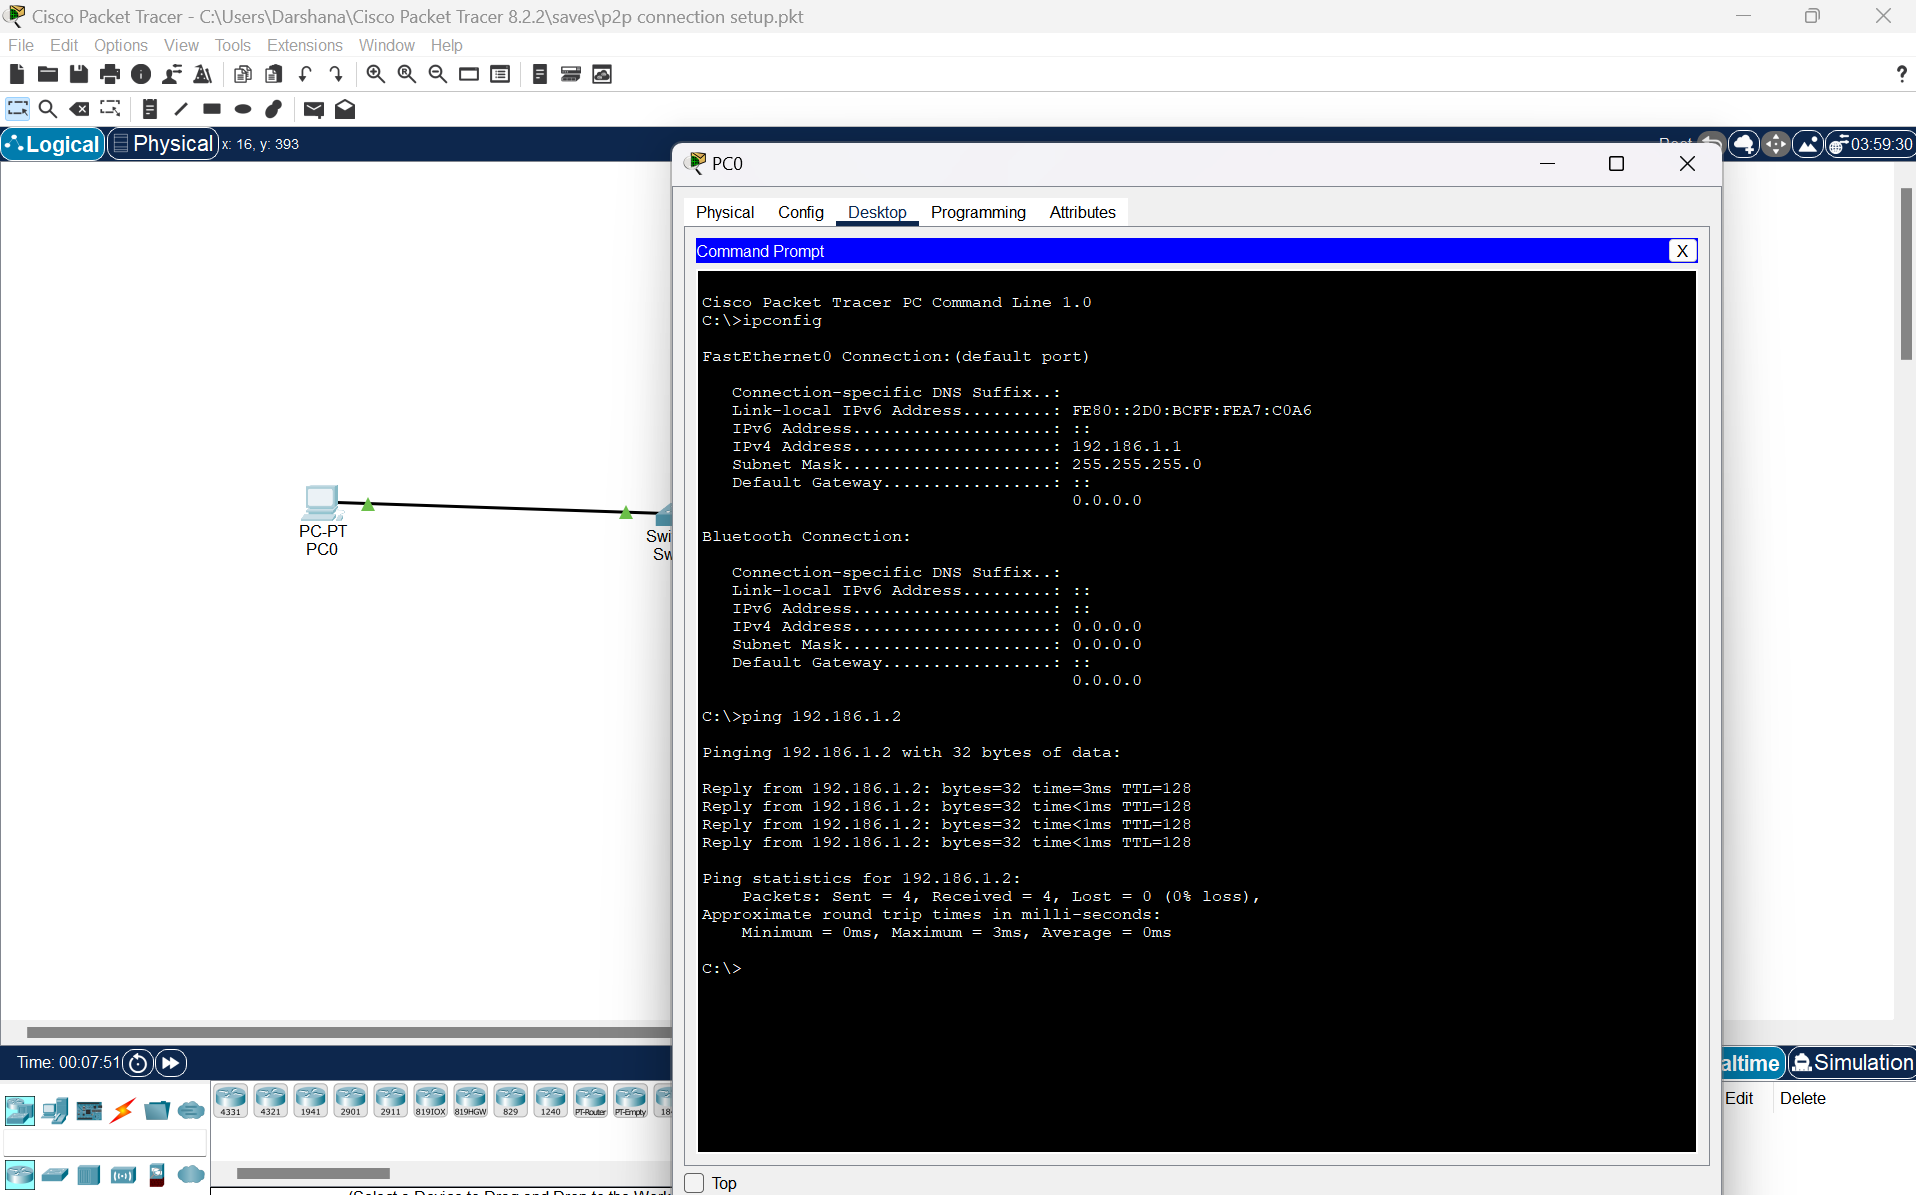 Cisco Packet Tracer - C:\Users\Darshana\Cisco Packet Tracer 8.2.2\saves\p2p connection setup.pkt
File Edit Options View Tools Extensions Window Help
?
Logical Physical x: 16, y: 393
03:59:30
PC0
Physical Config Desktop Programming Attributes
Command Prompt X
Cisco Packet Tracer PC Command Line 1.0
C:\>ipconfig
FastEthernet0 Connection:(default port)
Connection-specific DNS Suffix..:
Link-local IPv6 Address.........: FE80::2D0:BCFF:FEA7:C0A6
IPv6 Address....................: ::
IPv4 Address....................: 192.186.1.1
Subnet Mask.....................: 255.255.255.0
Default Gateway.................: ::
0.0.0.0
Bluetooth Connection:
Connection-specific DNS Suffix..:
Link-local IPv6 Address.........: ::
IPv6 Address....................: ::
IPv4 Address....................: 0.0.0.0
Subnet Mask.....................: 0.0.0.0
Default Gateway.................: ::
0.0.0.0
C:\>ping 192.186.1.2
Pinging 192.186.1.2 with 32 bytes of data:
Reply from 192.186.1.2: bytes=32 time=3ms TTL=128
Reply from 192.186.1.2: bytes=32 time<1ms TTL=128
Reply from 192.186.1.2: bytes=32 time<1ms TTL=128
Reply from 192.186.1.2: bytes=32 time<1ms TTL=128
Ping statistics for 192.186.1.2:
Packets: Sent = 4, Received = 4, Lost = 0 (0% loss),
Approximate round trip times in milli-seconds:
Minimum = 0ms, Maximum = 3ms, Average = 0ms
C:\>
PC-PT
PC0
Swi
Sw
Time: 00:07:51
altime Simulation
4331 4321 1941 2901 2911 819IOX 819HGW 829 1240 PT-Router PT-Empty 18
Edit Delete
Top